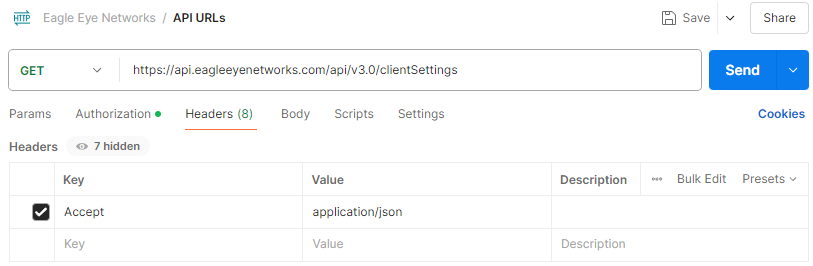 HTTP Eagle Eye Networks / API URLs Save Share
GET https://api.eagleeyenetworks.com/api/v3.0/clientSettings Send
Params Authorization Headers (8) Body Scripts Settings Cookies
Headers 7 hidden
Key Value Description Bulk Edit Presets
Accept application/json
Key Value Description